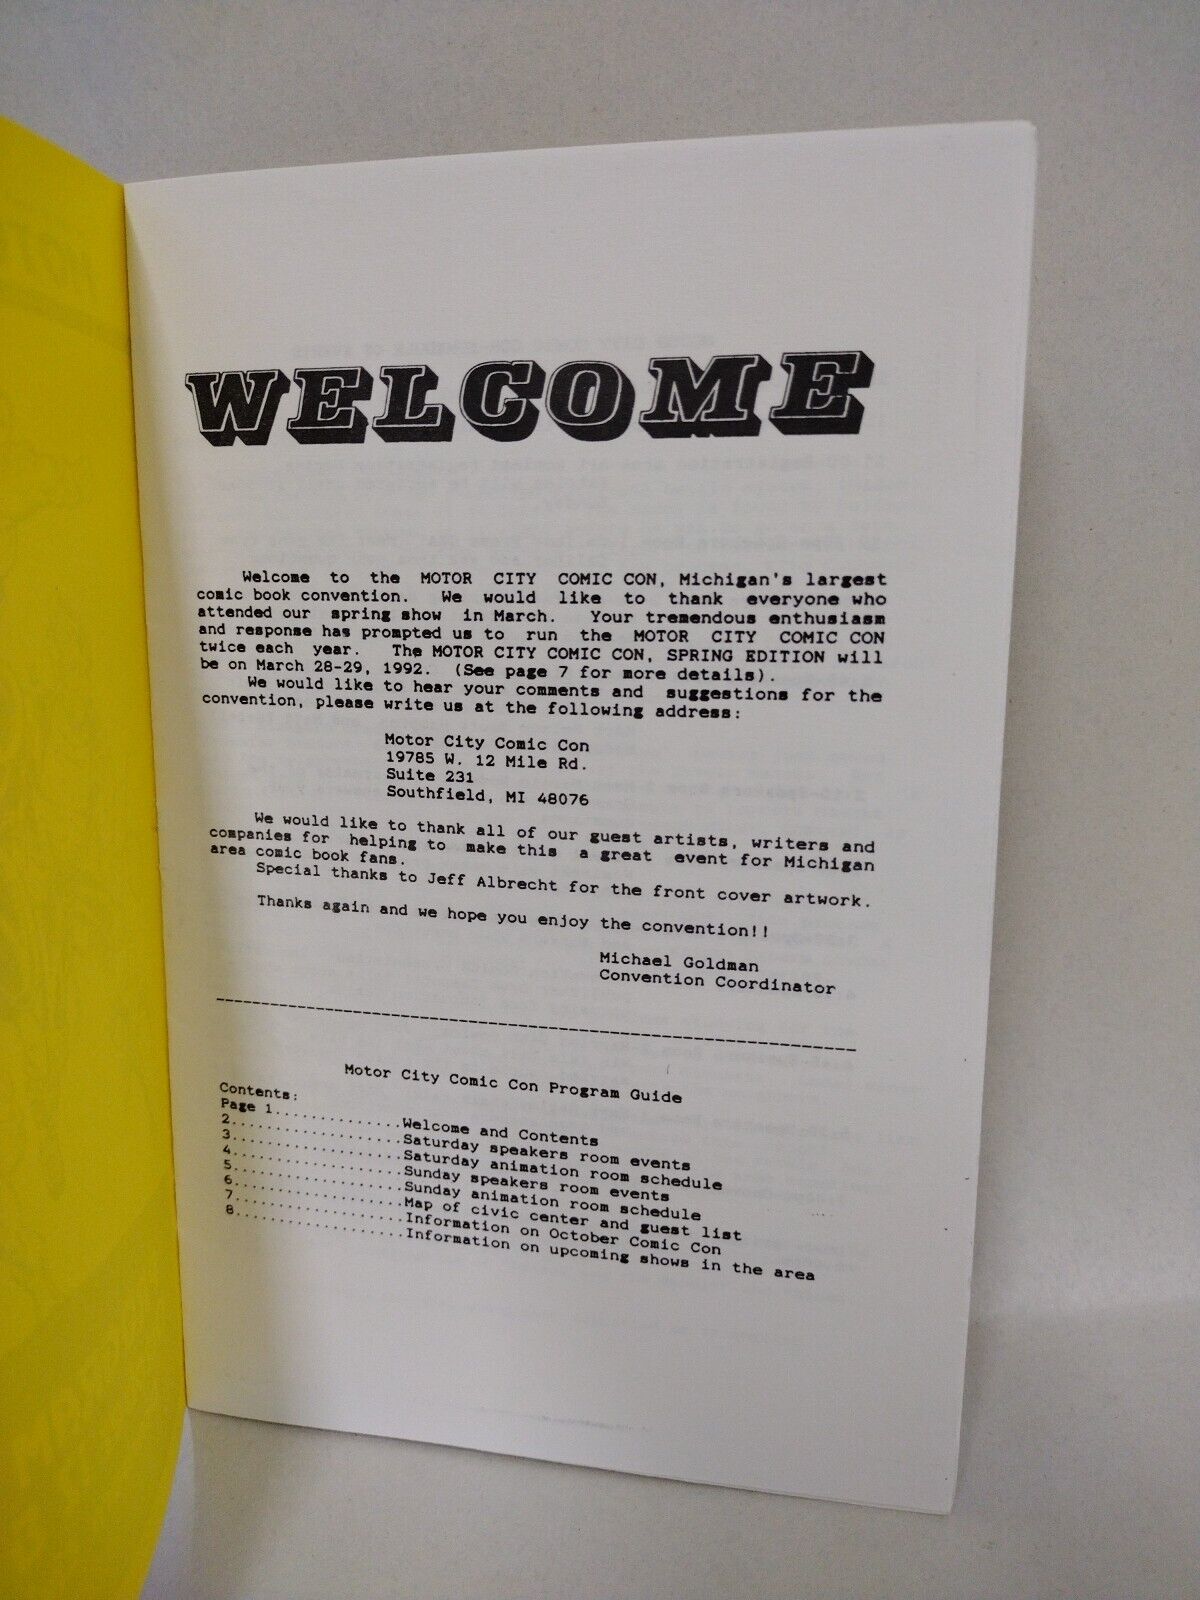 WELCOME
Welcome to the MOTOR CITY COMIC CON, Michigan's largest
comic book convention. We would like to thank everyone who
attended our spring show in March. Your tremendous enthusiasm
and response has prompted us to run the MOTOR CITY COMIC CON
twice each year. The MOTOR CITY COMIC CON, SPRING EDITION will
be on March 28-29, 1992. (See page 7 for more details).
We would like to hear your comments and suggestions for the
convention, please write us at the following address:
Motor City Comic Con
19785 W. 12 Mile Rd.
Suite 231
Southfield, MI 48076
We would like to thank all of our guest artists, writers and
companies for helping to make this a great event for Michigan
area comic book fans.
Special thanks to Jeff Albrecht for the front cover artwork.
Thanks again and we hope you enjoy the convention!!
Michael Goldman
Convention Coordinator
Motor City Comic Con Program Guide
Contents:
Page 1..............Welcome and Contents
2...................Saturday speakers room events
3...................Saturday animation room schedule
4...................Sunday speakers room events
5...................Sunday animation room schedule
6...................Map of civic center and guest list
7...................Information on October Comic Con
8...................Information on upcoming shows in the area